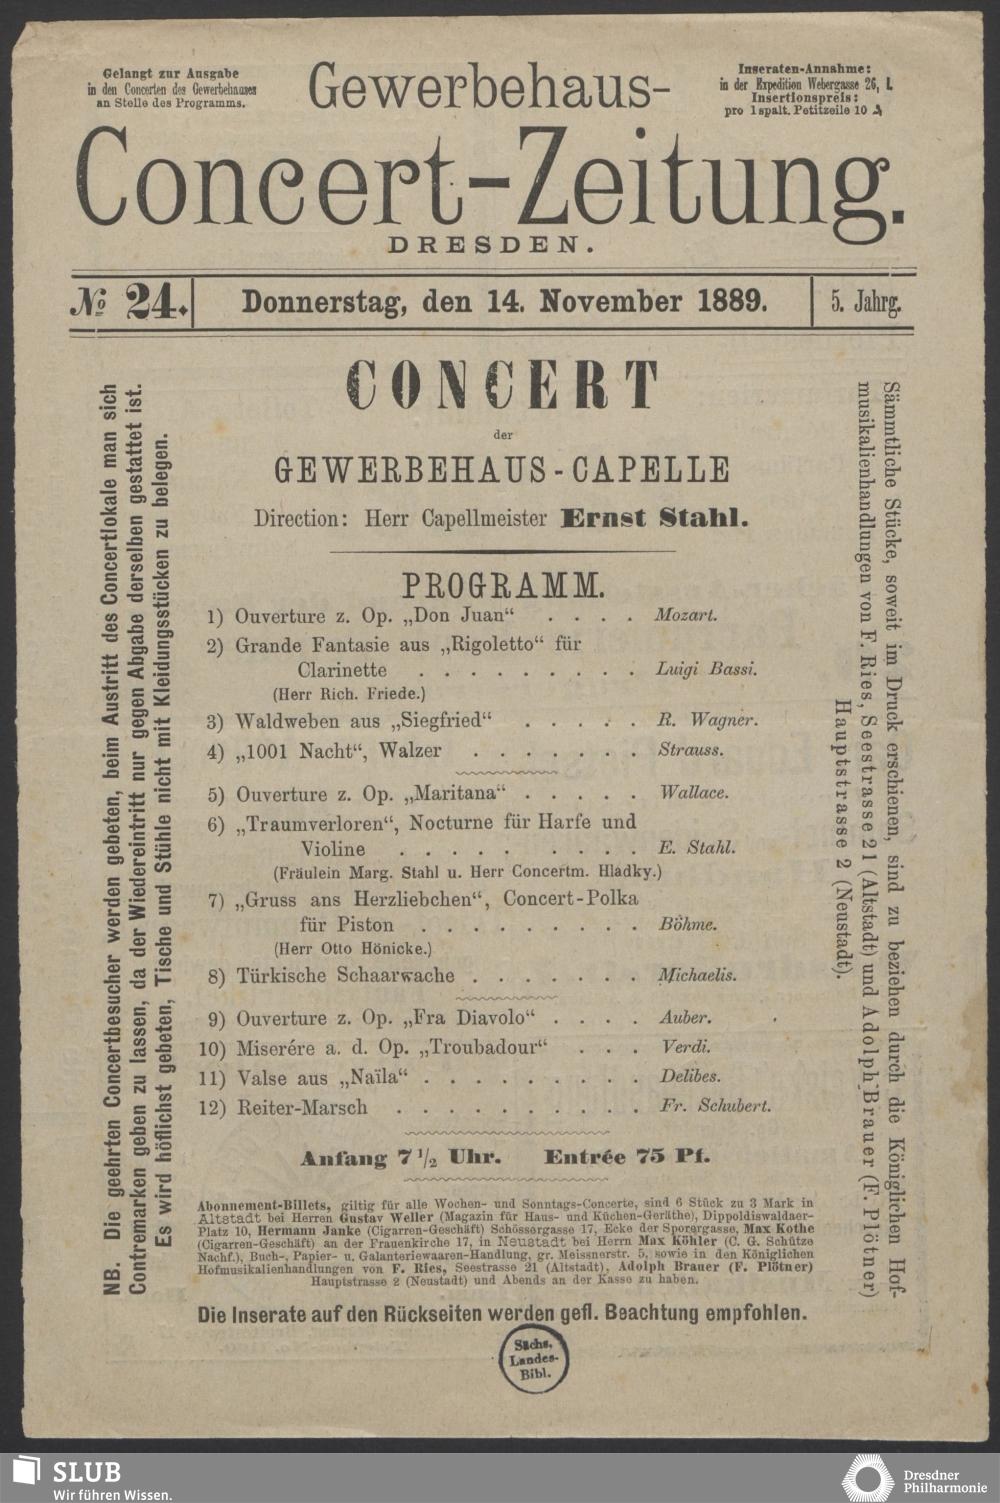 Gelangt zur Ausgabe
in den Concerten des Gewerbehauses
an Stelle des Programms.
Gewerbehaus-
Inseraten-Annahme:
in der Expedition Webergasse 26, I.
Insertionspreis:
pro 1spalt. Petitzeile 10 ₰
Concert-Zeitung.
DRESDEN.
No 24.
Donnerstag, den 14. November 1889.
5. Jahrg.
NB. Die geehrten Concertbesucher werden gebeten, beim Austritt des Concertlokale man sich
Contremarken geben zu lassen, da der Wiedereintritt nur gegen Abgabe derselben gestattet ist.
Es wird höflichst gebeten, Tische und Stühle nicht mit Kleidungsstücken zu belegen.
CONCERT
der
GEWERBEHAUS-CAPELLE
Direction: Herr Capellmeister Ernst Stahl.
PROGRAMM.
1) Ouverture z. Op. „Don Juan“ . . . . Mozart.
2) Grande Fantasie aus „Rigoletto“ für
Clarinette . . . . . . . . . Luigi Bassi.
(Herr Rich. Friede.)
3) Waldweben aus „Siegfried“ . . . . . R. Wagner.
4) „1001 Nacht“, Walzer . . . . . . . Strauss.
5) Ouverture z. Op. „Maritana“ . . . . . Wallace.
6) „Traumverloren“, Nocturne für Harfe und
Violine . . . . . . . . . E. Stahl.
(Fräulein Marg. Stahl u. Herr Concertm. Hladky.)
7) „Gruss ans Herzliebchen“, Concert-Polka
für Piston . . . . . . . . . Böhme.
(Herr Otto Hönicke.)
8) Türkische Schaarwache . . . . . . . Michaelis.
9) Ouverture z. Op. „Fra Diavolo“ . . . . Auber.
10) Miserére a. d. Op. „Troubadour“ . . . Verdi.
11) Valse aus „Naïla“ . . . . . . . . . Delibes.
12) Reiter-Marsch . . . . . . . . . . Fr. Schubert.
Anfang 7 1/2 Uhr. Entrée 75 Pf.
Abonnement-Billets, giltig für alle Wochen- und Sonntags-Concerte, sind 6 Stück zu 3 Mark in
Altstadt bei Herren Gustav Weller (Magazin für Haus- und Küchen-Geräthe), Dippoldiswaldaer-
Platz 10, Hermann Janke (Cigarren-Geschäft) Schössergasse 17, Ecke der Sporergasse, Max Kothe
(Cigarren-Geschäft) an der Frauenkirche 17, in Neustadt bei Herrn Max Köhler (C. G. Schütze
Nachf.), Buch-, Papier- u. Galanteriewaaren-Handlung, gr. Meissnerstr. 5, sowie in den Königlichen
Hofmusikalienhandlungen von F. Ries, Seestrasse 21 (Altstadt), Adolph Brauer (F. Plötner)
Hauptstrasse 2 (Neustadt) und Abends an der Kasse zu haben.
Die Inserate auf den Rückseiten werden gefl. Beachtung empfohlen.
Sämmtliche Stücke, soweit im Druck erschienen, sind zu beziehen durch die Königlichen Hof-
musikalienhandlungen von F. Ries, Seestrasse 21 (Altstadt) und Adolph Brauer (F. Plötner)
Hauptstrasse 2 (Neustadt).
Sächs.
Landes-
Bibl.
SLUB
Wir führen Wissen.
Dresdner
Philharmonie